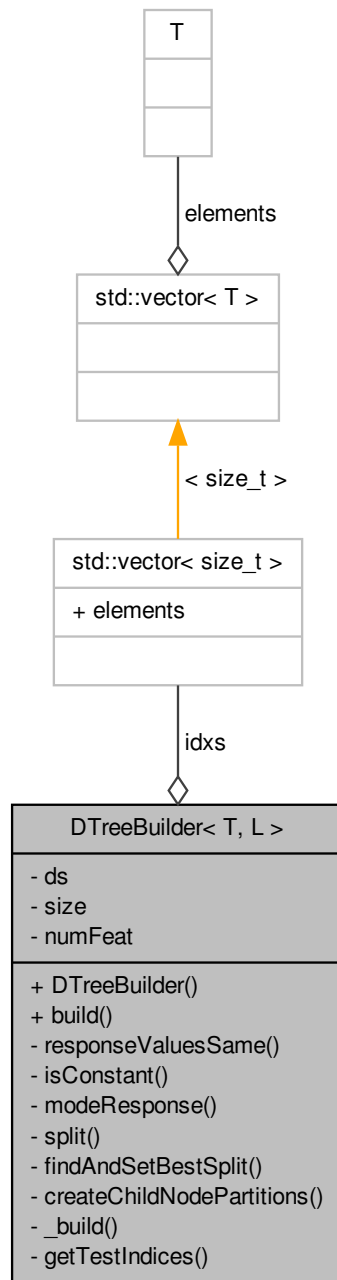 T
elements
std::vector< T >
< size_t >
std::vector< size_t >
+ elements
idxs
DTreeBuilder< T, L >
- ds
- size
- numFeat
+ DTreeBuilder()
+ build()
- responseValuesSame()
- isConstant()
- modeResponse()
- split()
- findAndSetBestSplit()
- createChildNodePartitions()
- _build()
- getTestIndices()